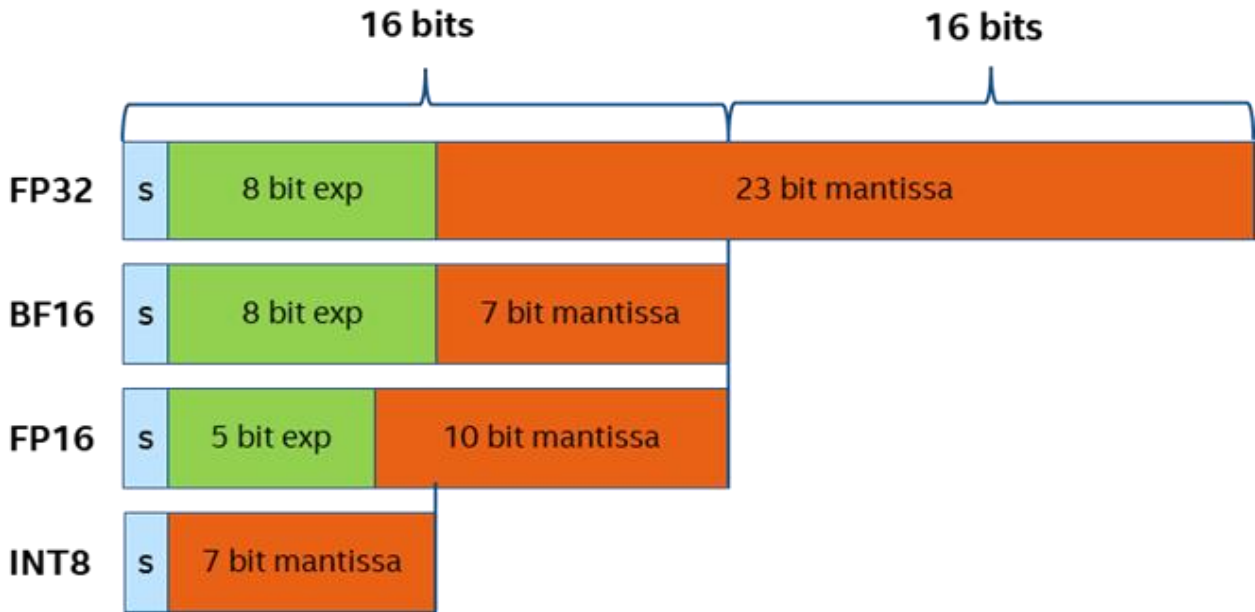 16 bits 16 bits
FP32 s 8 bit exp 23 bit mantissa
BF16 s 8 bit exp 7 bit mantissa
FP16 s 5 bit exp 10 bit mantissa
INT8 s 7 bit mantissa